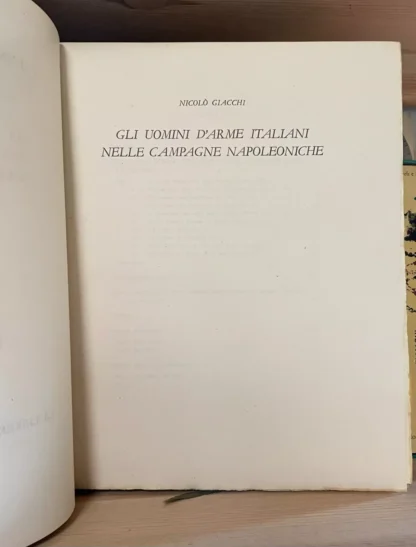 NICOLÒ GIACCHI
GLI UOMINI D'ARME ITALIANI
NELLE CAMPAGNE NAPOLEONICHE